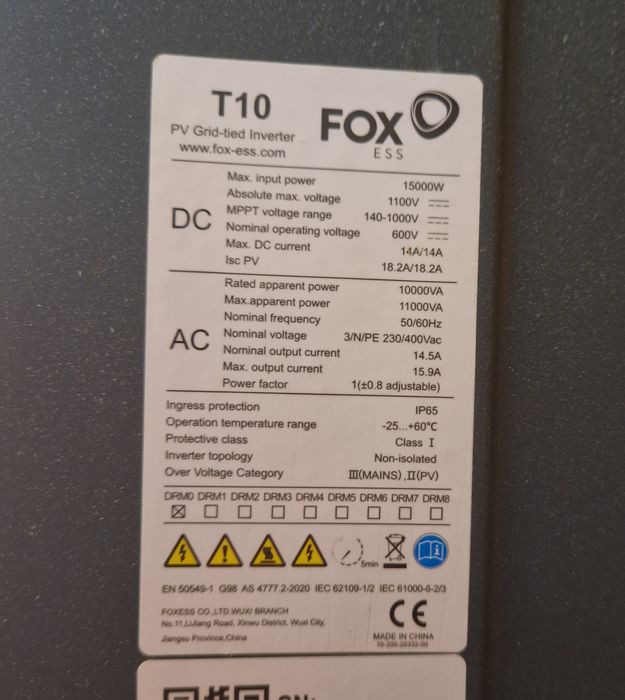 T10
FOX
ESS
PV Grid-tied Inverter
www.fox-ess.com
DC
Max. input power 15000W
Absolute max. voltage 1100V
MPPT voltage range 140-1000V
Nominal operating voltage 600V
Max. DC current 14A/14A
Isc PV 18.2A/18.2A
AC
Rated apparent power 10000VA
Max.apparent power 11000VA
Nominal frequency 50/60Hz
Nominal voltage 3/N/PE 230/400Vac
Nominal output current 14.5A
Max. output current 15.9A
Power factor 1(±0.8 adjustable)
Ingress protection IP65
Operation temperature range -25...+60℃
Protective class Class Ⅰ
Inverter topology Non-isolated
Over Voltage Category Ⅲ(MAINS) ,Ⅱ(PV)
DRM0 DRM1 DRM2 DRM3 DRM4 DRM5 DRM6 DRM7 DRM8
5min
EN 50549-1 G98 AS 4777.2-2020 IEC 62109-1/2 IEC 61000-6-2/3
FOXESS CO.,LTD.WUXI BRANCH
No.11,Lijiang Road, Xinwu District, Wuxi City,
Jiangsu Province,China
CE
MADE IN CHINA
10-200-20332-00
SN: